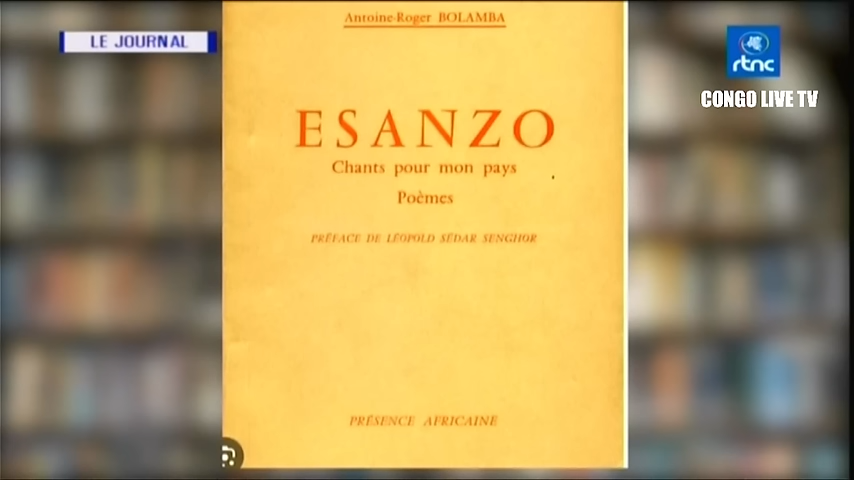 LE JOURNAL
rtnc
CONGO LIVE TV
Antoine-Roger BOLAMBA
ESANZO
Chants pour mon pays
Poèmes
PRÉFACE DE LÉOPOLD SÉDAR SENGHOR
PRÉSENCE AFRICAINE